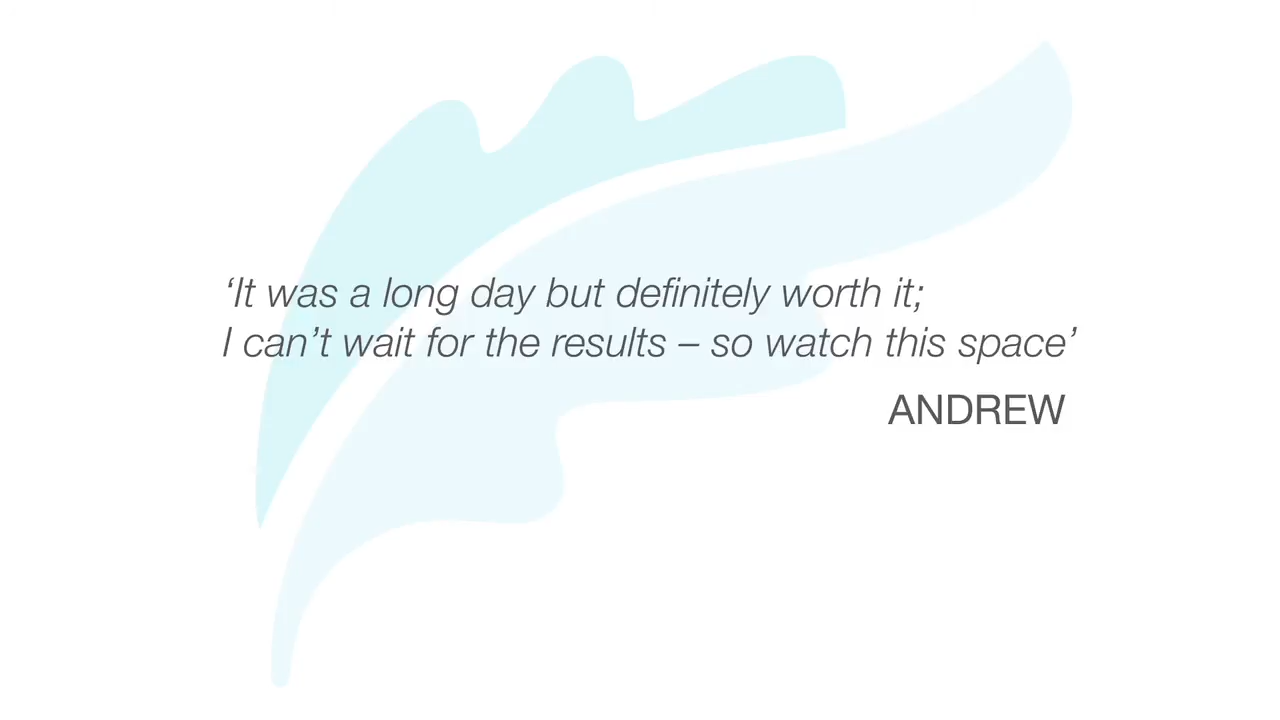 ‘It was a long day but definitely worth it;
I can’t wait for the results – so watch this space’
ANDREW